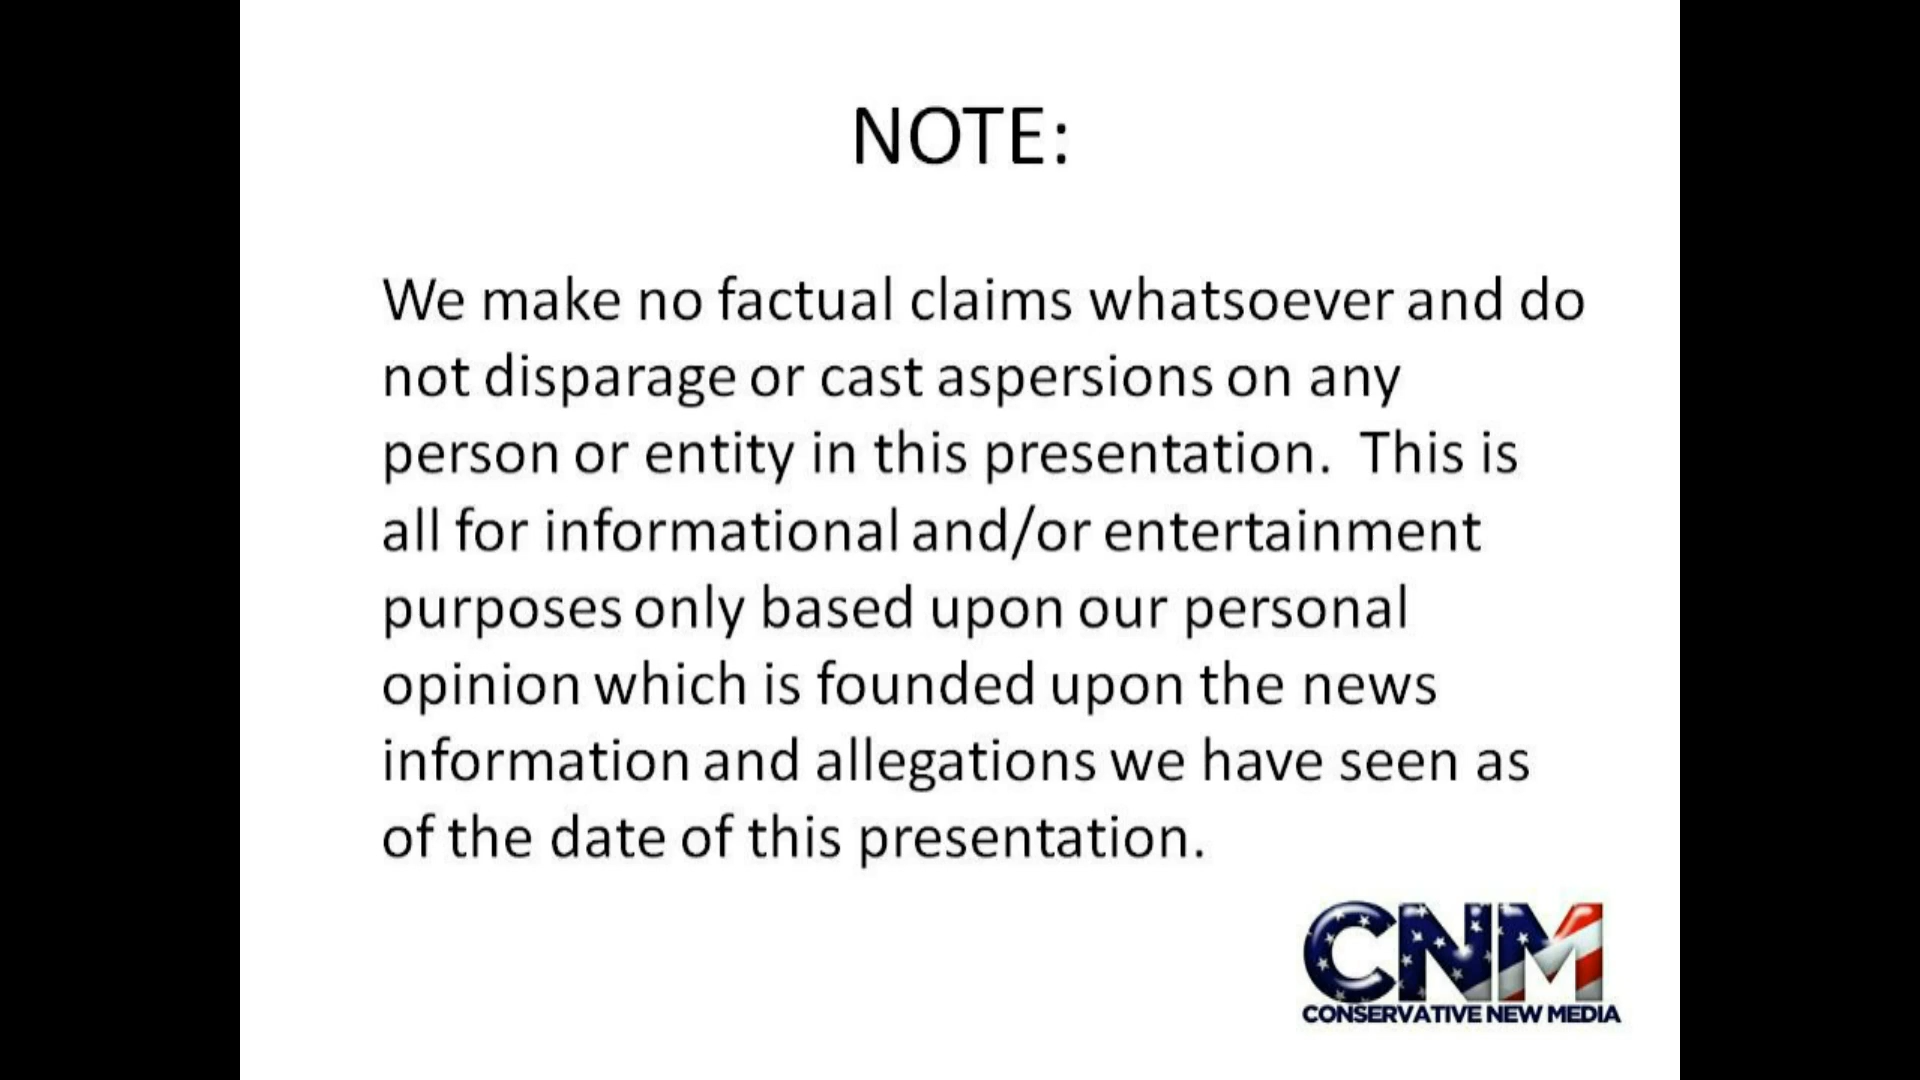 NOTE:
We make no factual claims whatsoever and do
not disparage or cast aspersions on any
person or entity in this presentation.  This is
all for informational and/or entertainment
purposes only based upon our personal
opinion which is founded upon the news
information and allegations we have seen as
of the date of this presentation.
CNM
CONSERVATIVE NEW MEDIA